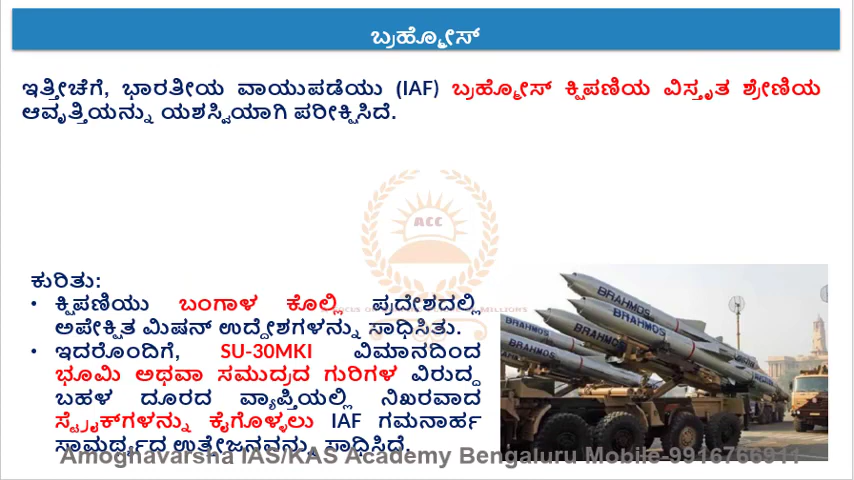 ಬ್ರಹ್ಮೋಸ್
ಇತ್ತೀಚೆಗೆ, ಭಾರತೀಯ ವಾಯುಪಡೆಯು (IAF) ಬ್ರಹ್ಮೋಸ್ ಕ್ಷಿಪಣಿಯ ವಿಸ್ತೃತ ಶ್ರೇಣಿಯ
ಆವೃತ್ತಿಯನ್ನು ಯಶಸ್ವಿಯಾಗಿ ಪರೀಕ್ಷಿಸಿದೆ.
ACC
ಕುರಿತು:
• ಕ್ಷಿಪಣಿಯು ಬಂಗಾಳ ಕೊಲ್ಲಿ ಪ್ರದೇಶದಲ್ಲಿ
ಅಪೇಕ್ಷಿತ ಮಿಷನ್ ಉದ್ದೇಶಗಳನ್ನು ಸಾಧಿಸಿತು.
• ಇದರೊಂದಿಗೆ, SU-30MKI ವಿಮಾನದಿಂದ
ಭೂಮಿ ಅಥವಾ ಸಮುದ್ರದ ಗುರಿಗಳ ವಿರುದ್ಧ
ಬಹಳ ದೂರದ ವ್ಯಾಪ್ತಿಯಲ್ಲಿ ನಿಖರವಾದ
ಸ್ಟ್ರೈಕ್‌ಗಳನ್ನು ಕೈಗೊಳ್ಳಲು IAF ಗಮನಾರ್ಹ
ಸಾಮರ್ಥ್ಯದ ಉತ್ತೇಜನವನ್ನು ಸಾಧಿಸಿದೆ.
BRAHMOS
BRAHMOS
BRAHMOS
BRAHMOS
Amoghavarsha IAS/KAS Academy Bengaluru Mobile-9916766911